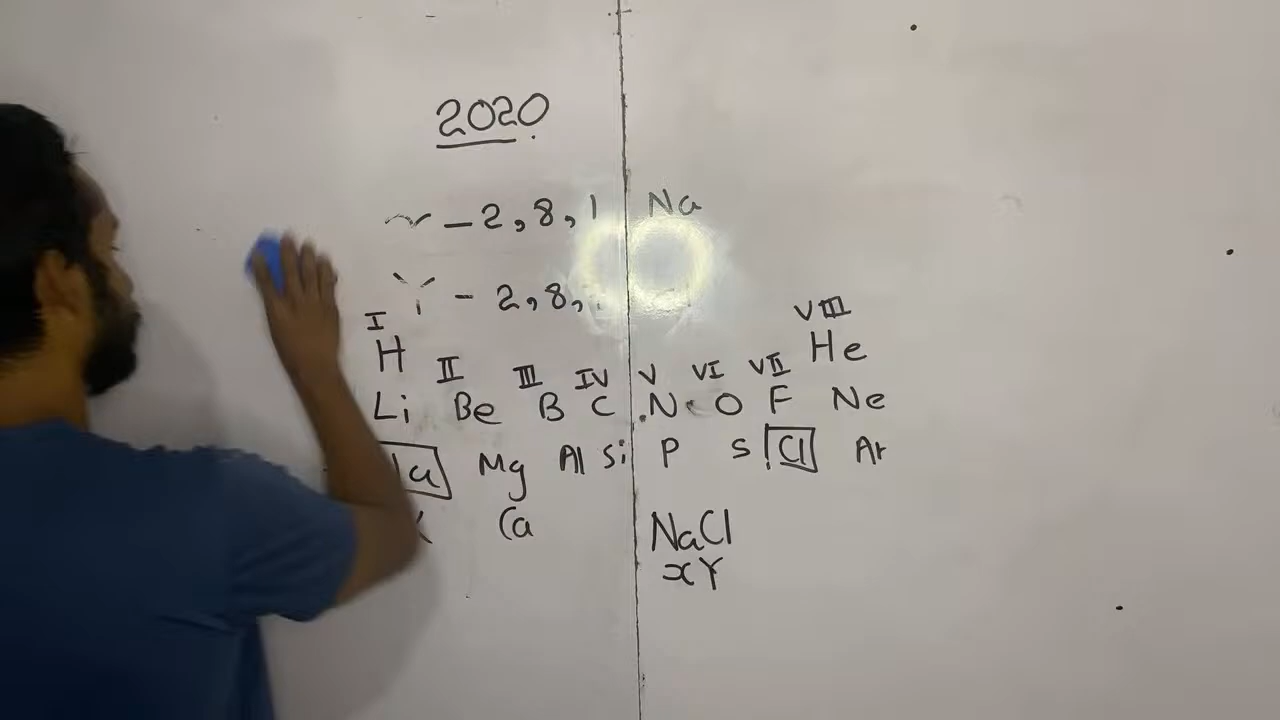 2020
- 2,8,1 Na
Y - 2,8,
I VIII
H He
II III IV V VI VII
Li Be B C N O F Ne
Mg Al Si P S Cl Ar
Ca
NaCl
xY